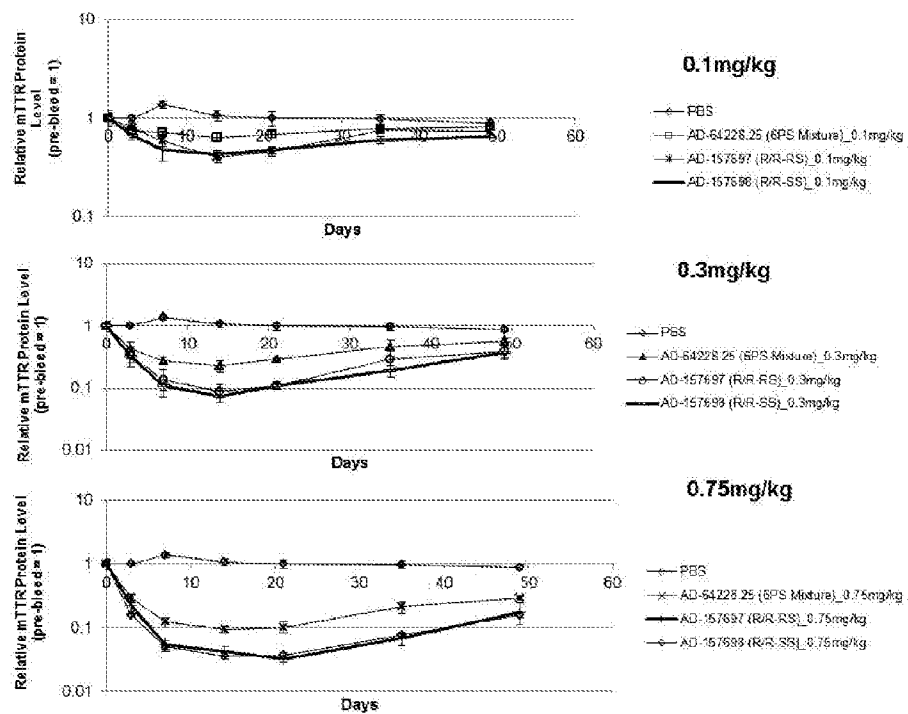 10
1
0.1
Relative mTTR Protein
Level
(pre-bleed = 1)
0
10
20
30
40
50
60
Days
0.1mg/kg
PBS
AD-64228.25 (6PS Mixture)_0.1mg/kg
AD-157697 (R/R-RS)_0.1mg/kg
AD-157698 (R/R-SS)_0.1mg/kg
10
1
0.1
0.01
Relative mTTR Protein Level
(pre-bleed = 1)
0
10
20
30
40
50
60
Days
0.3mg/kg
PBS
AD-64228.25 (6PS Mixture)_0.3mg/kg
AD-157697 (R/R-RS)_0.3mg/kg
AD-157698 (R/R-SS)_0.3mg/kg
10
1
0.1
0.01
Relative mTTR Protein Level
(pre-bleed = 1)
0
10
20
30
40
50
60
Days
0.75mg/kg
PBS
AD-64228.25 (6PS Mixture)_0.75mg/kg
AD-157697 (R/R-RS)_0.75mg/kg
AD-157698 (R/R-SS)_0.75mg/kg